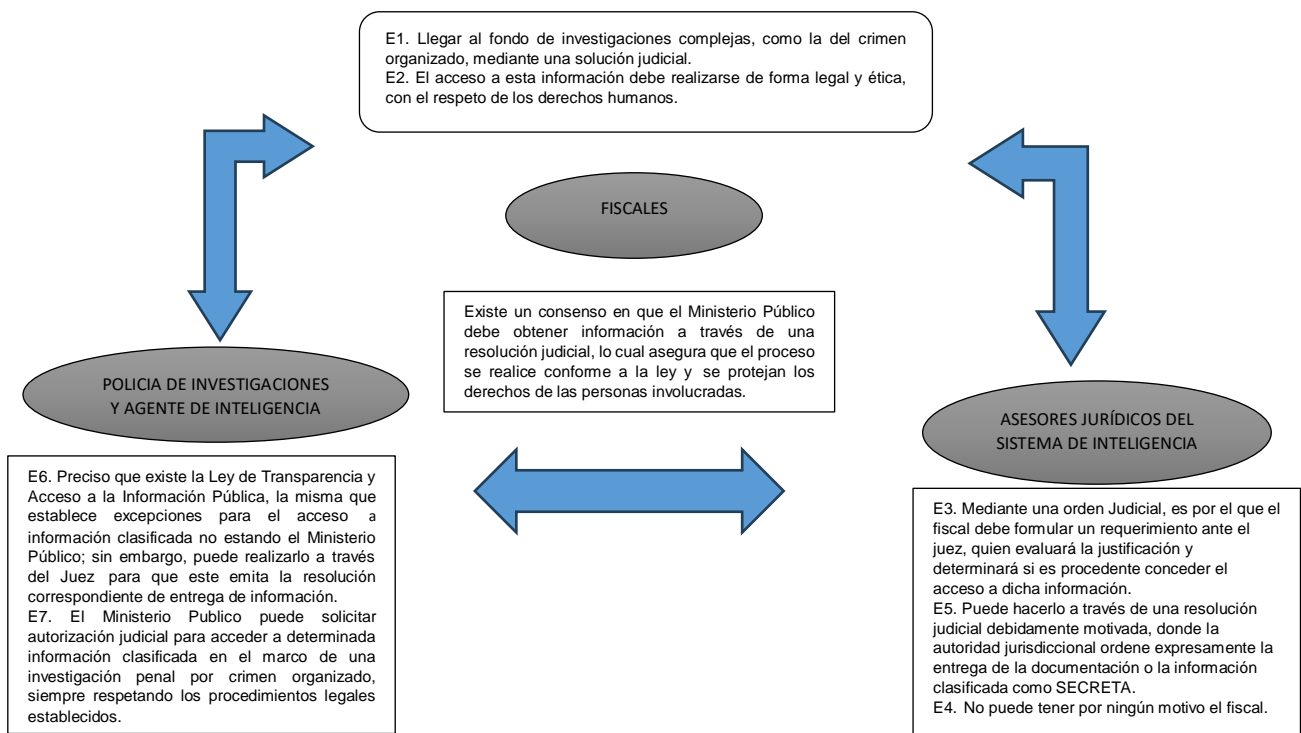 E1. Llegar al fondo de investigaciones complejas, como la del crimen
organizado, mediante una solución judicial.
E2. El acceso a esta información debe realizarse de forma legal y ética,
con el respeto de los derechos humanos.
FISCALES
Existe un consenso en que el Ministerio Público
debe obtener información a través de una
resolución judicial, lo cual asegura que el proceso
se realice conforme a la ley y se protejan los
derechos de las personas involucradas.
POLICIA DE INVESTIGACIONES
Y AGENTE DE INTELIGENCIA
E6. Preciso que existe la Ley de Transparencia y
Acceso a la Información Pública, la misma que
establece excepciones para el acceso a
información clasificada no estando el Ministerio
Público; sin embargo, puede realizarlo a través
del Juez para que este emita la resolución
correspondiente de entrega de información.
E7. El Ministerio Publico puede solicitar
autorización judicial para acceder a determinada
información clasificada en el marco de una
investigación penal por crimen organizado,
siempre respetando los procedimientos legales
establecidos.
ASESORES JURÍDICOS DEL
SISTEMA DE INTELIGENCIA
E3. Mediante una orden Judicial, es por el que el
fiscal debe formular un requerimiento ante el
juez, quien evaluará la justificación y
determinará si es procedente conceder el
acceso a dicha información.
E5. Puede hacerlo a través de una resolución
judicial debidamente motivada, donde la
autoridad jurisdiccional ordene expresamente la
entrega de la documentación o la información
clasificada como SECRETA.
E4. No puede tener por ningún motivo el fiscal.